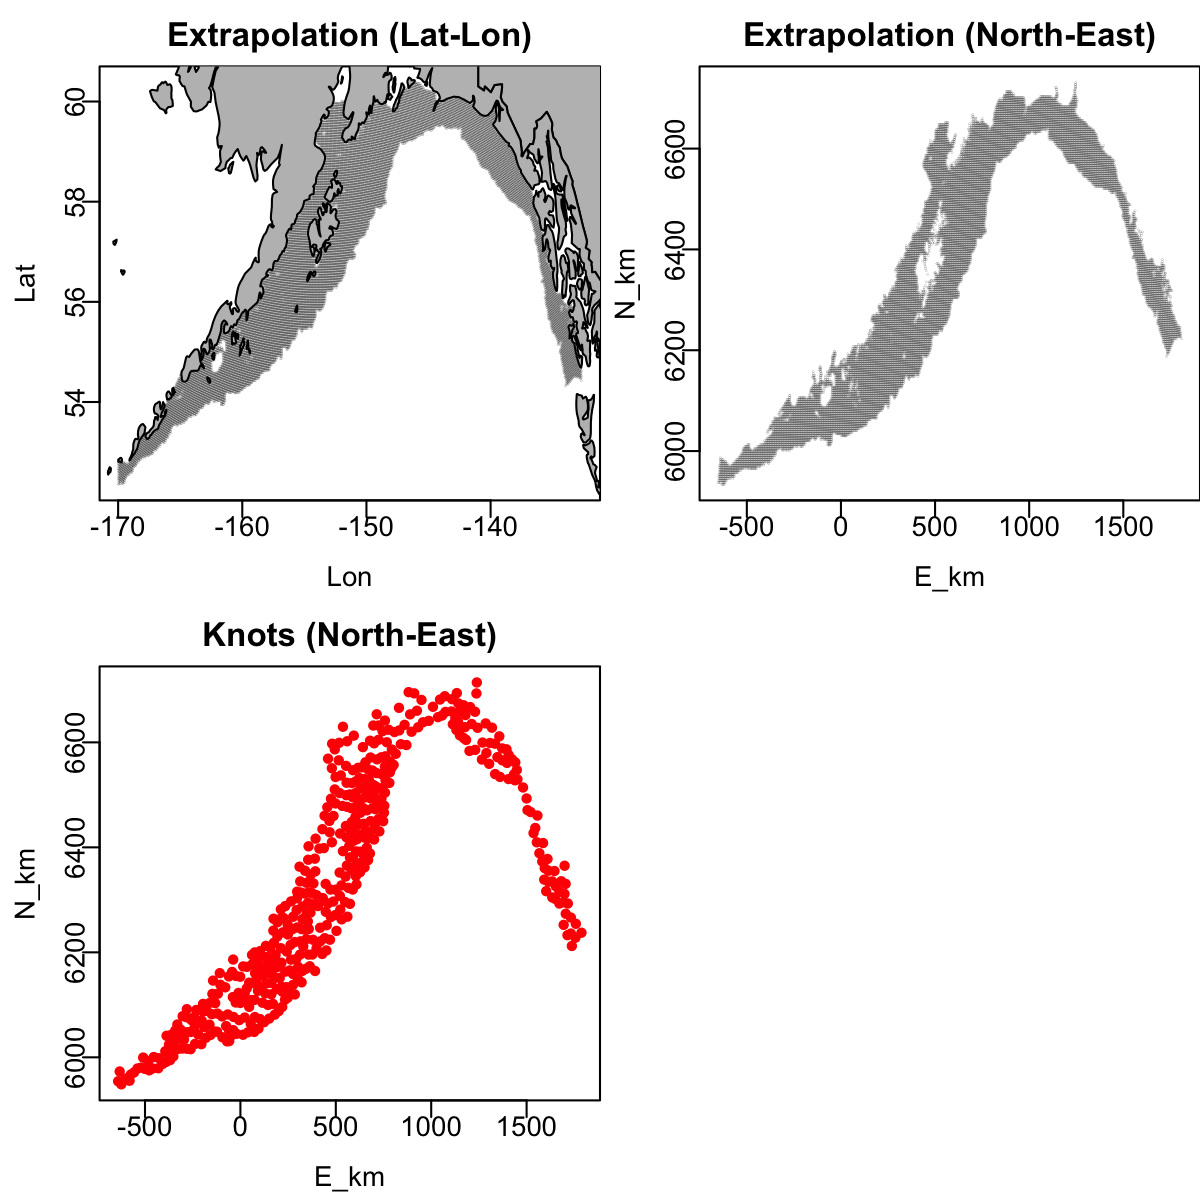 Extrapolation (Lat-Lon)
Lat
60
58
56
54
-170 -160 -150 -140
Lon
Extrapolation (North-East)
N_km
6600
6400
6200
6000
-500 0 500 1000 1500
E_km
Knots (North-East)
N_km
6600
6400
6200
6000
-500 0 500 1000 1500
E_km